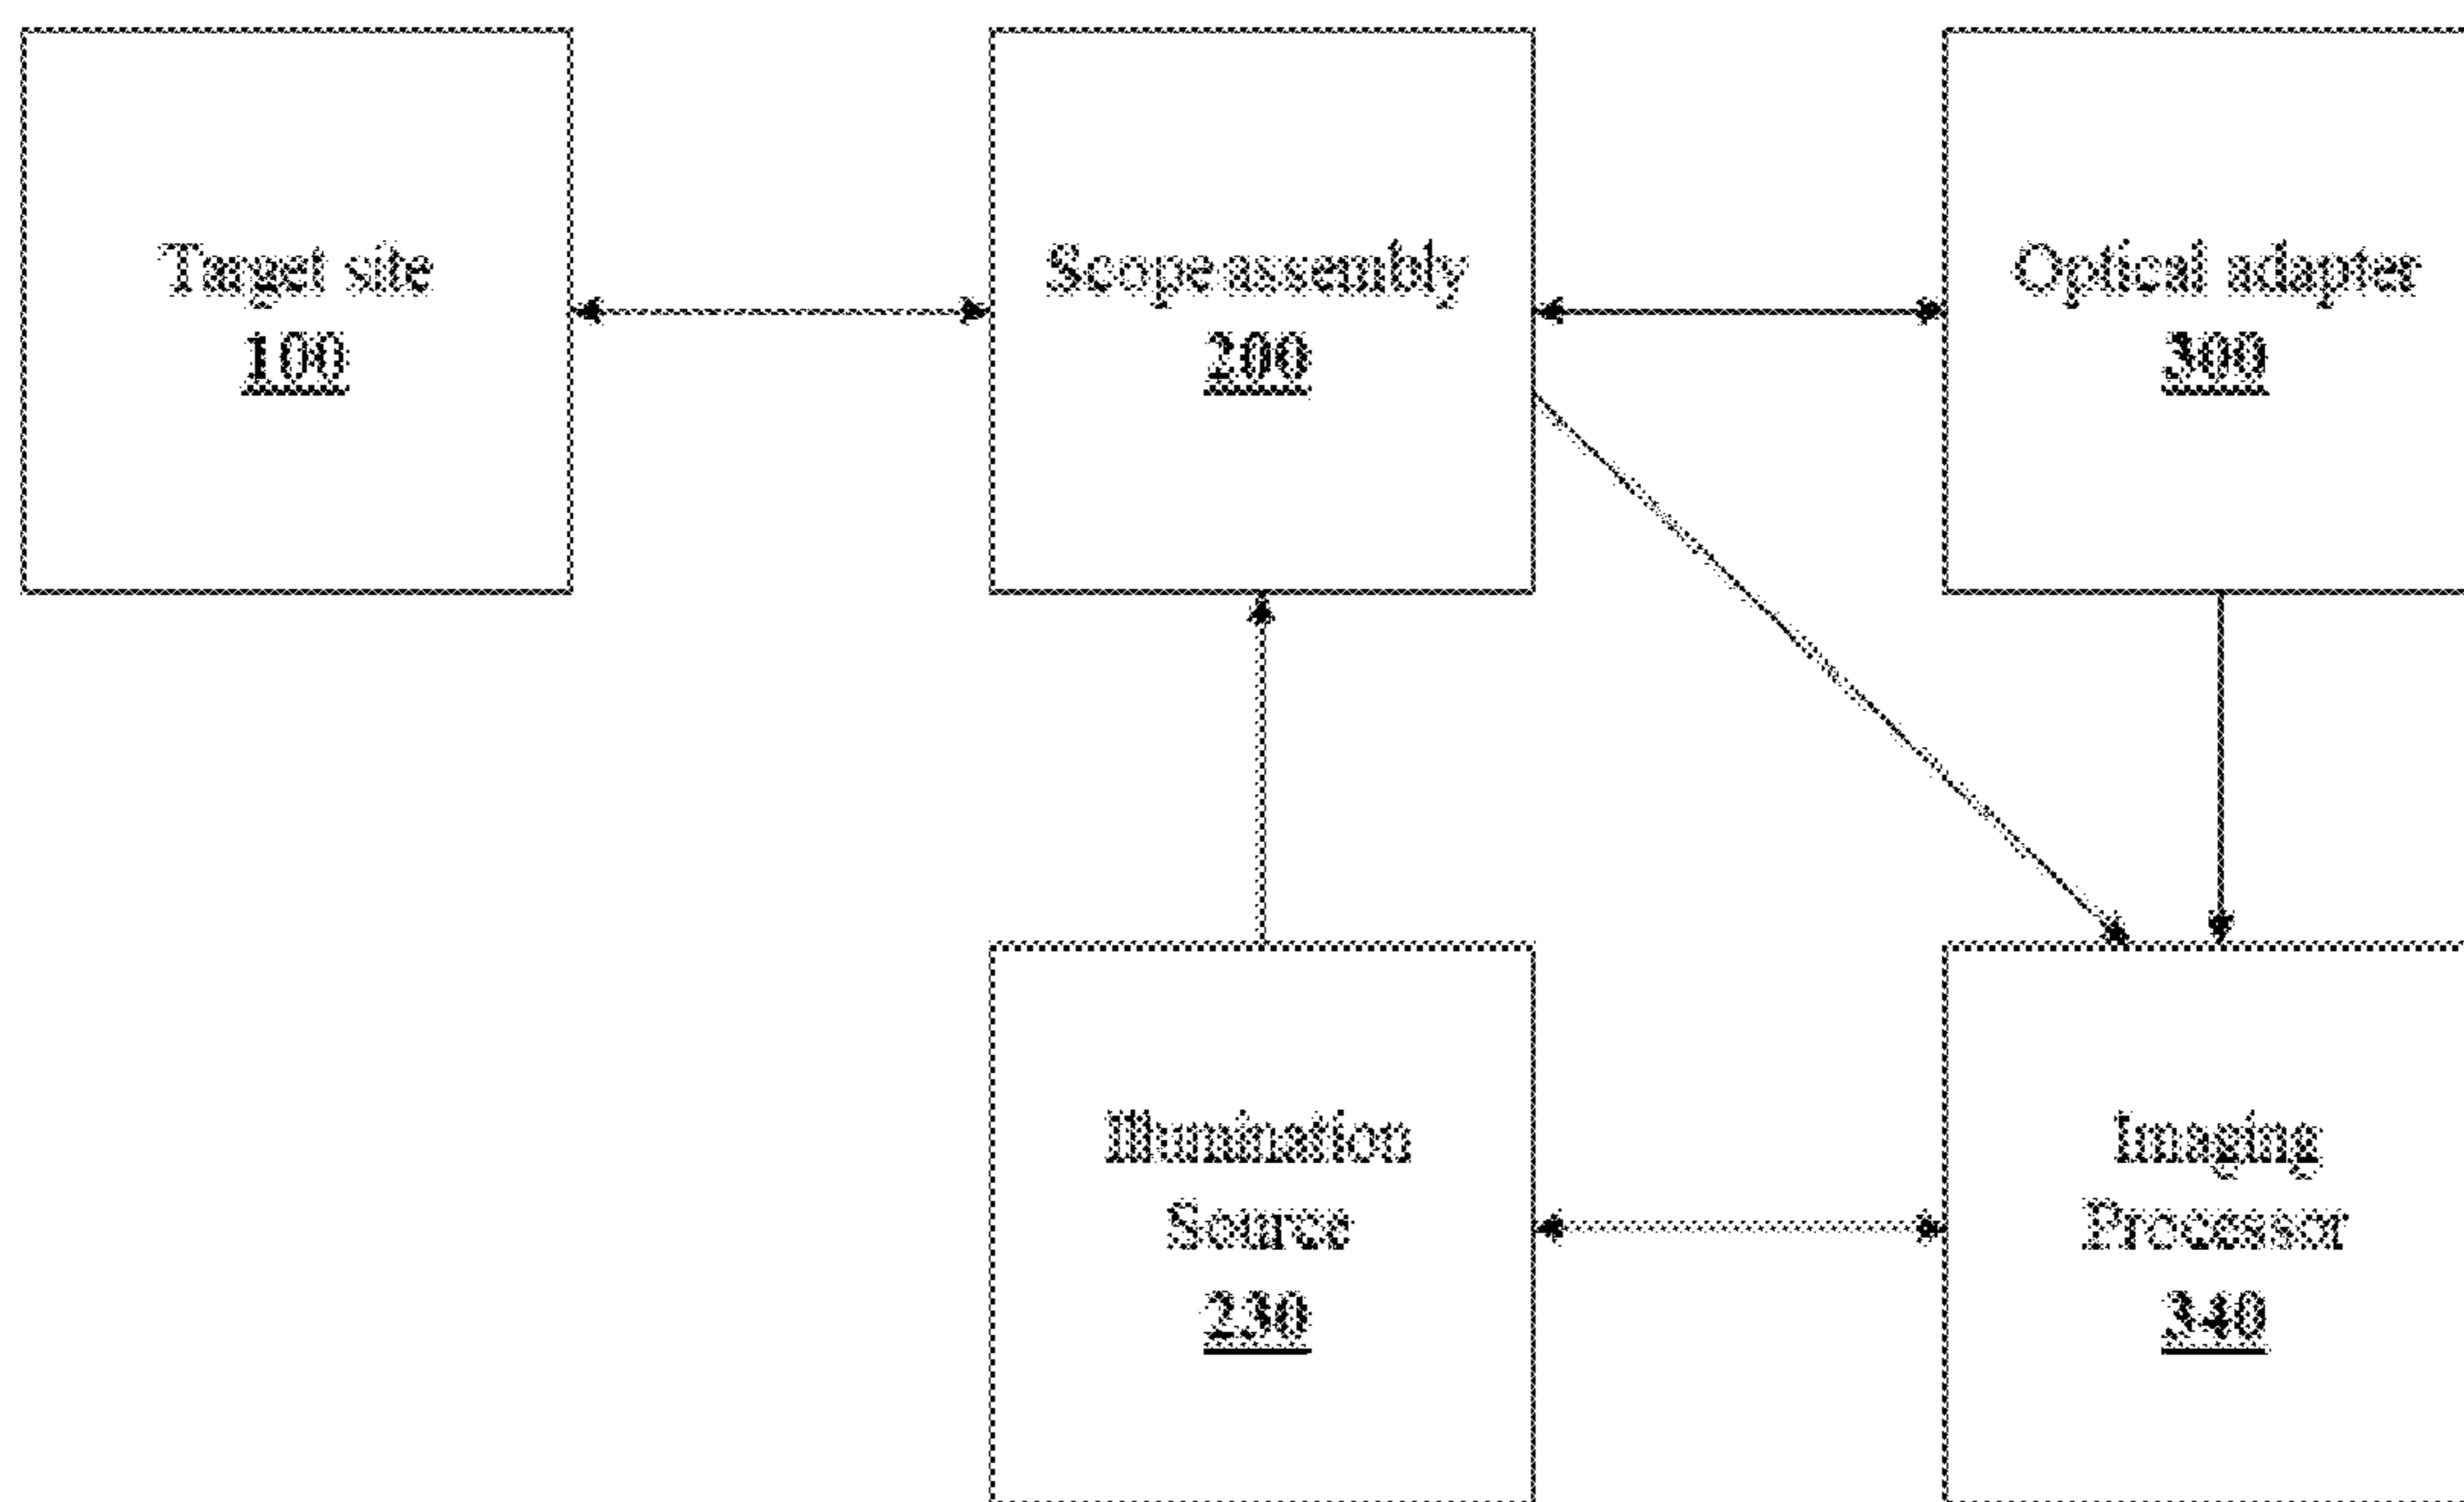 Target site
100
Scope assembly
200
Optical adapter
300
Illumination
Source
230
Imaging
Processor
340